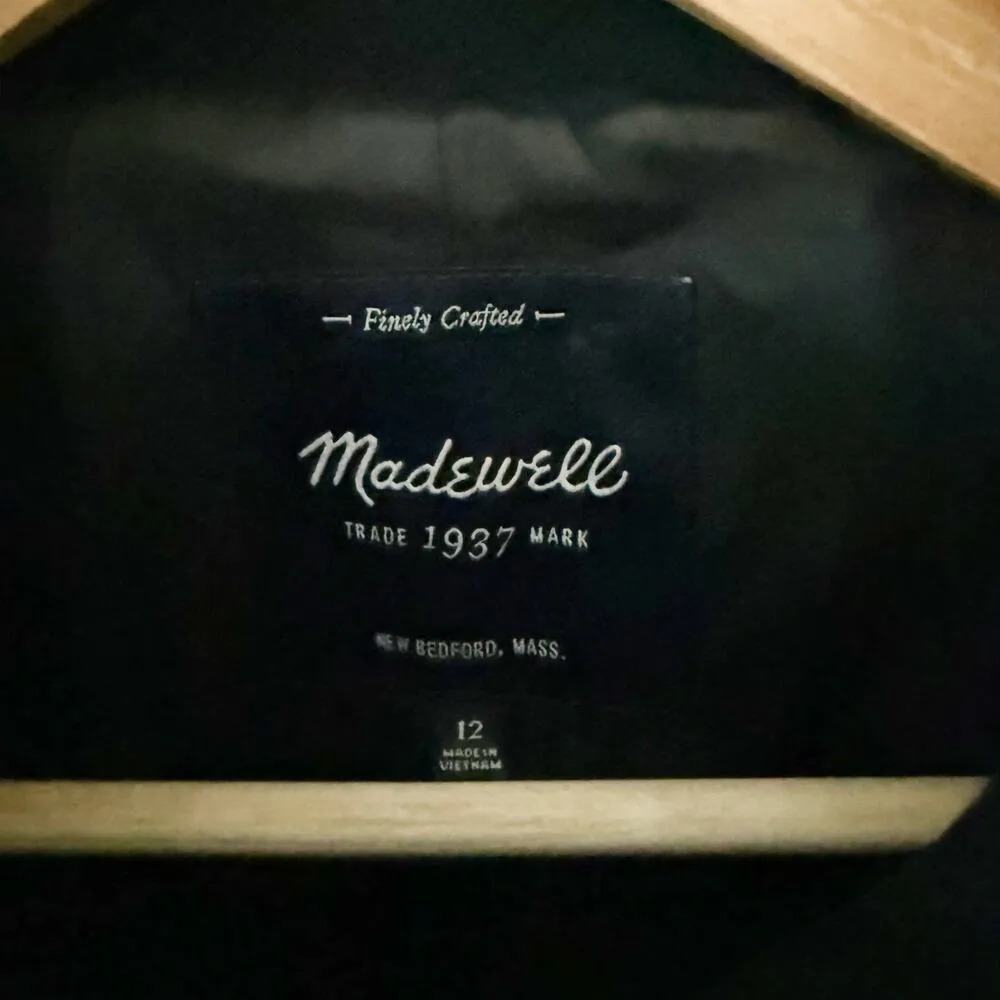 Finely Crafted
Madewell
TRADE 1937 MARK
NEW BEDFORD, MASS.
12
MADE IN
VIETNAM